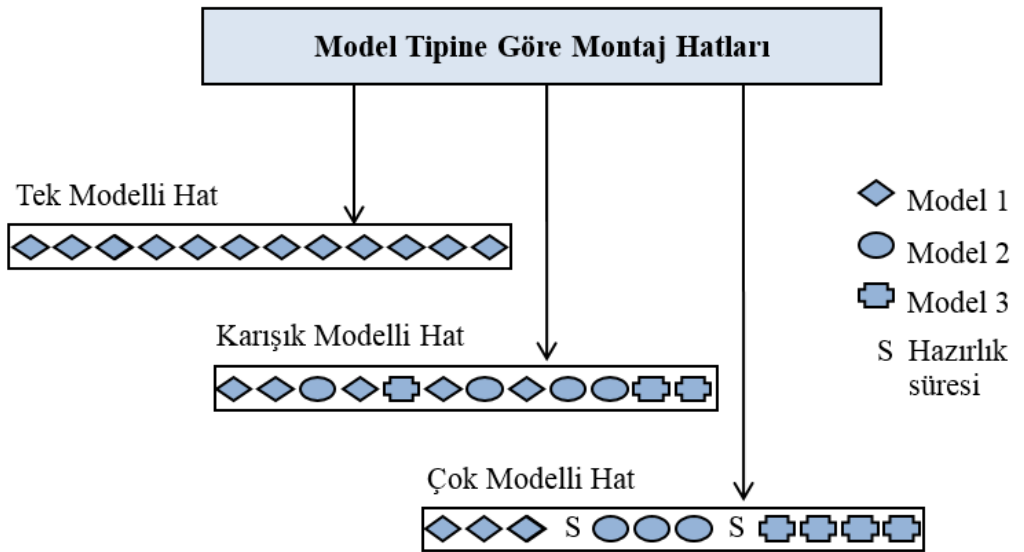 Model Tipine Göre Montaj Hatları
Tek Modelli Hat
Karışık Modelli Hat
Çok Modelli Hat
S
S
Model 1
Model 2
Model 3
S Hazırlık
süresi